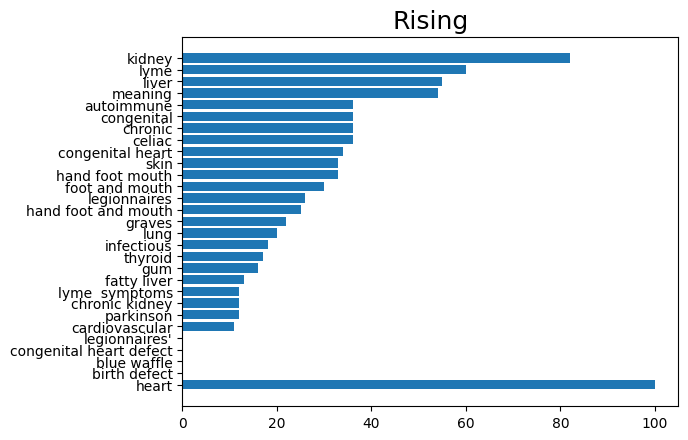 Rising
kidney
lyme
liver
meaning
autoimmune
congenital
chronic
celiac
congenital heart
skin
hand foot mouth
foot and mouth
legionnaires
hand foot and mouth
graves
lung
infectious
thyroid
gum
fatty liver
lyme  symptoms
chronic kidney
parkinson
cardiovascular
legionnaires'
congenital heart defect
blue waffle
birth defect
heart
0 20 40 60 80 100